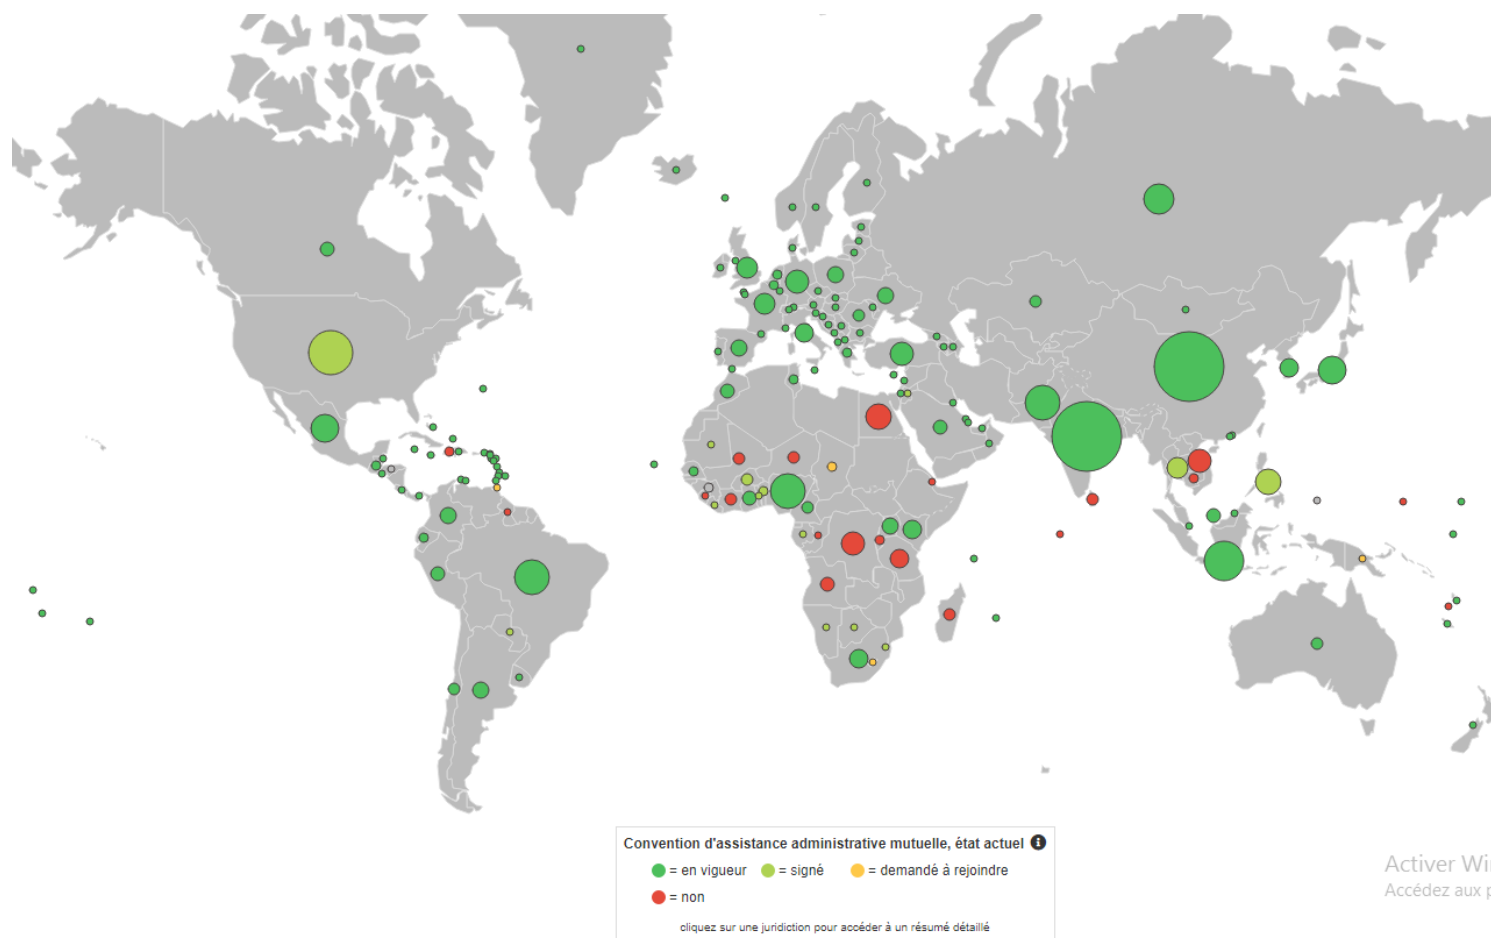 Convention d'assistance administrative mutuelle, état actuel
= en vigueur = signé = demandé à rejoindre
= non
cliquez sur une juridiction pour accéder à un résumé détaillé
Activer Wi
Accédez aux p